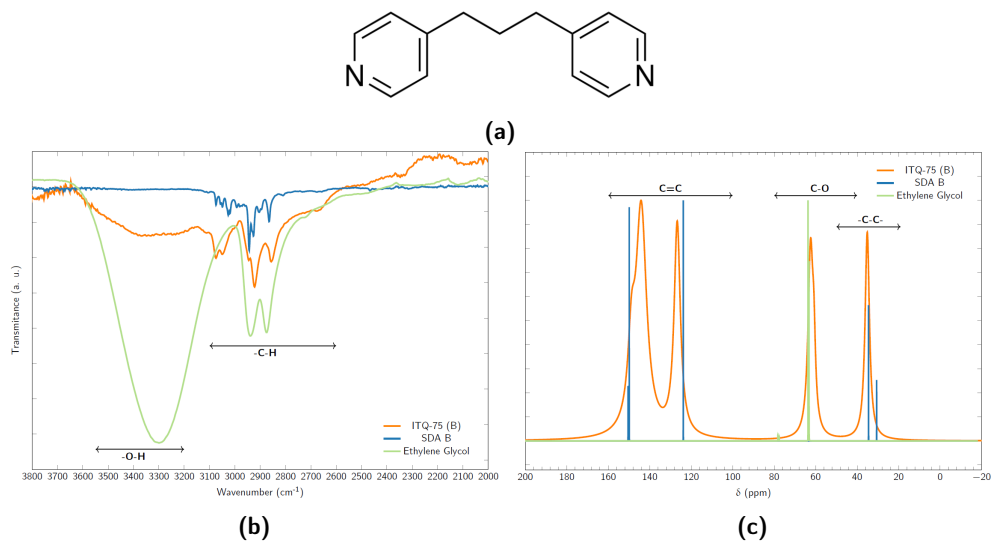 N N
(a)
Transmitance (a. u.)
-C-H
-O-H
ITQ-75 (B)
SDA B
Ethylene Glycol
3800 3700 3600 3500 3400 3300 3200 3100 3000 2900 2800 2700 2600 2500 2400 2300 2200 2100 2000
Wavenumber (cm⁻¹)
(b)
ITQ-75 (B)
SDA B
Ethylene Glycol
C=C C-O
-C-C-
200 180 160 140 120 100 80 60 40 20 0 −20
δ (ppm)
(c)